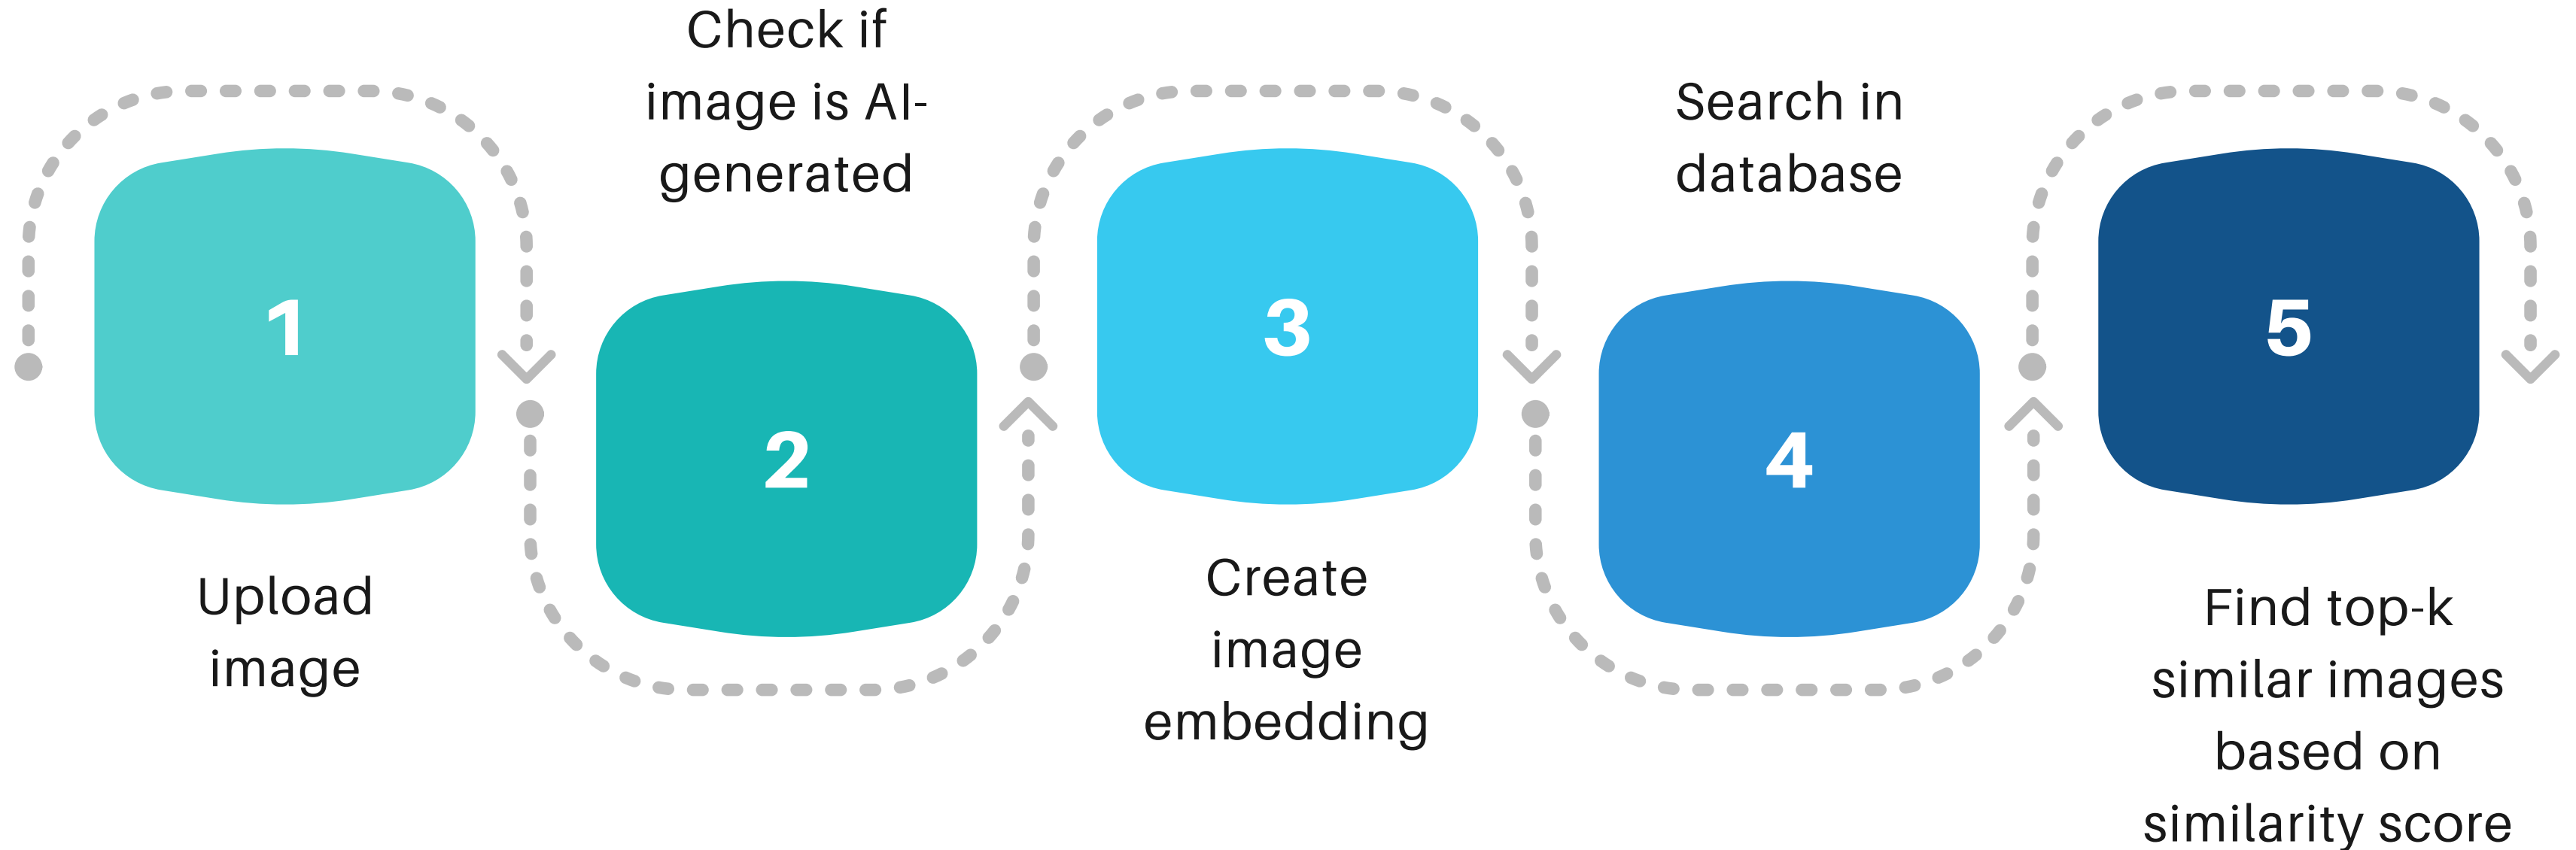 1
Upload
image
Check if
image is AI-
generated
2
3
Create
image
embedding
Search in
database
4
5
Find top-k
similar images
based on
similarity score